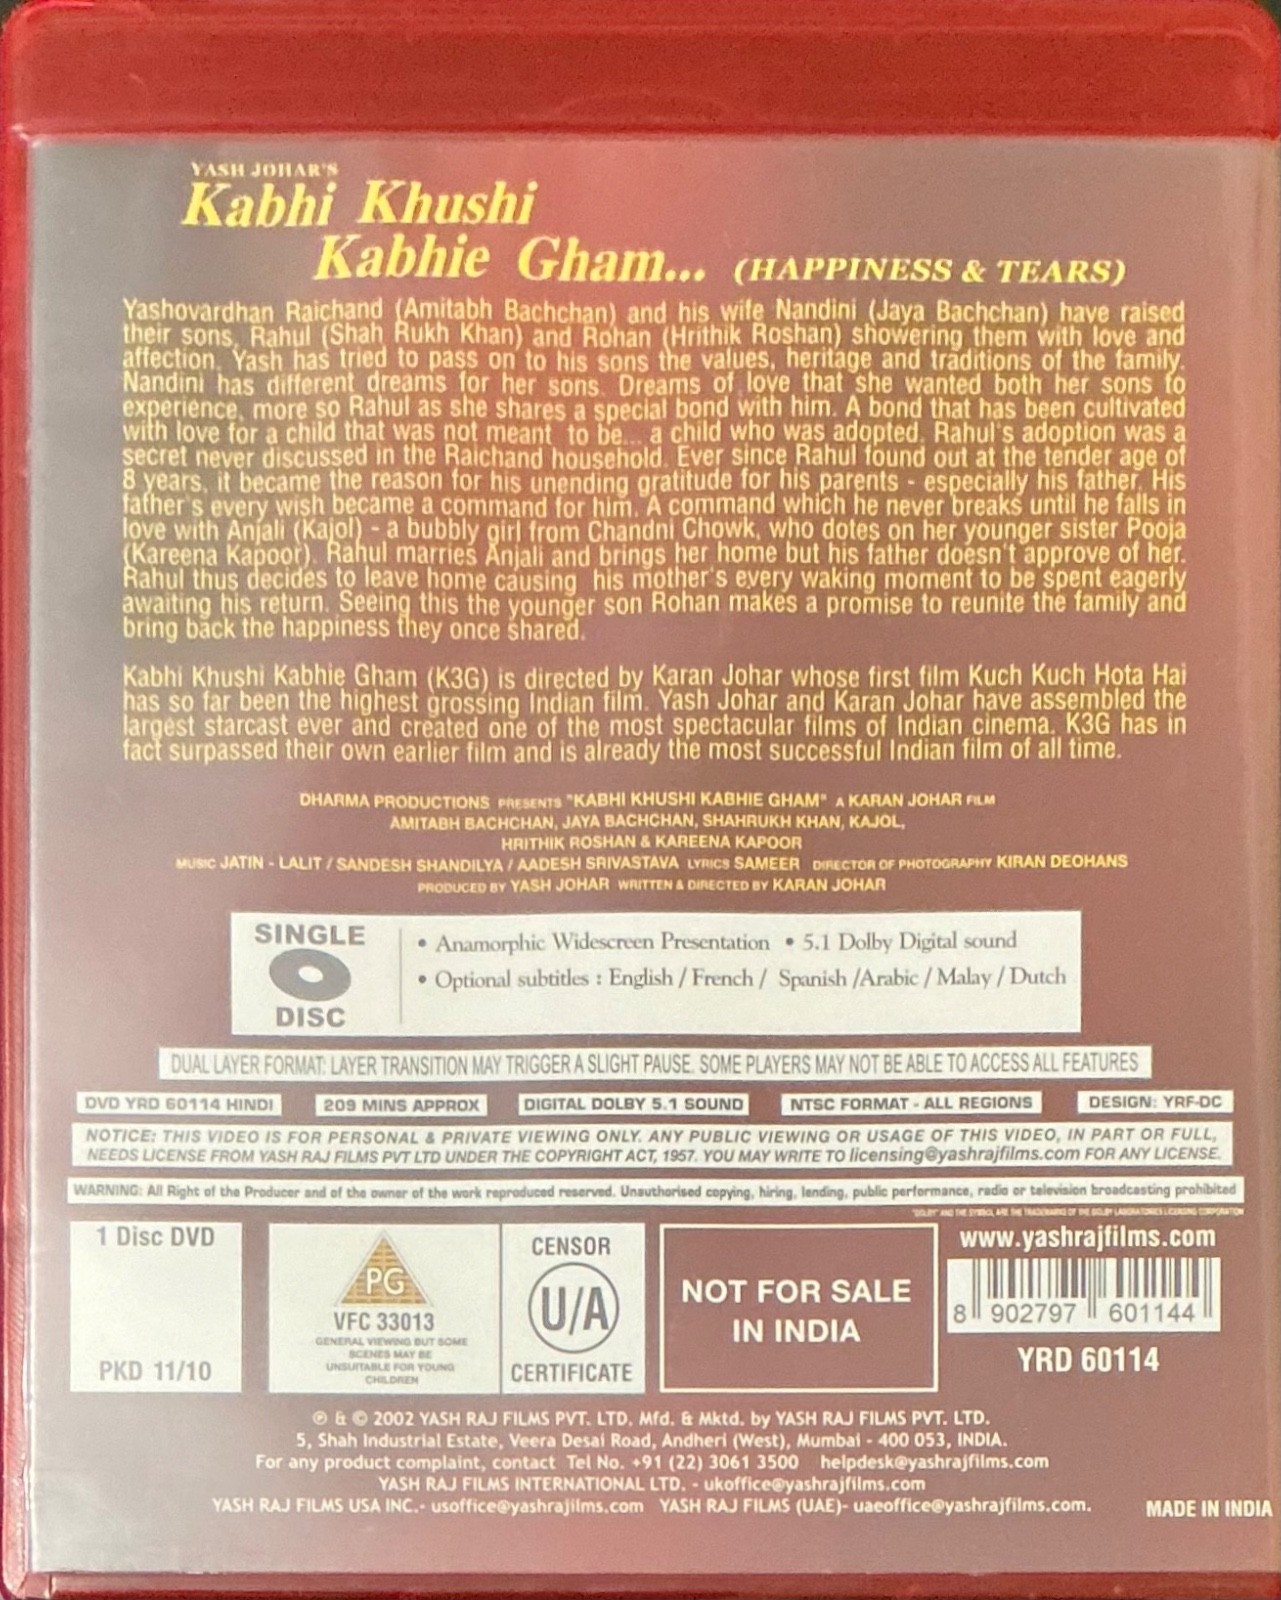 YASH JOHAR'S
Kabhi Khushi
Kabhie Gham... (HAPPINESS & TEARS)
Yashovardhan Raichand (Amitabh Bachchan) and his wife Nandini (Jaya Bachchan) have raised
their sons, Rahul (Shah Rukh Khan) and Rohan (Hrithik Roshan) showering them with love and
affection. Yash has tried to pass on to his sons the values, heritage and traditions of the family.
Nandini has different dreams for her sons. Dreams of love that she wanted both her sons to
experience, more so Rahul as she shares a special bond with him. A bond that has been cultivated
with love for a child that was not meant to be... a child who was adopted. Rahul's adoption was a
secret never discussed in the Raichand household. Ever since Rahul found out at the tender age of
8 years, it became the reason for his unending gratitude for his parents - especially his father. His
father's every wish became a command for him. A command which he never breaks until he falls in
love with Anjali (Kajol) - a bubbly girl from Chandni Chowk, who dotes on her younger sister Pooja
(Kareena Kapoor). Rahul marries Anjali and brings her home but his father doesn't approve of her.
Rahul thus decides to leave home causing his mother's every waking moment to be spent eagerly
awaiting his return. Seeing this the younger son Rohan makes a promise to reunite the family and
bring back the happiness they once shared.
Kabhi Khushi Kabhie Gham (K3G) is directed by Karan Johar whose first film Kuch Kuch Hota Hai
has so far been the highest grossing Indian film. Yash Johar and Karan Johar have assembled the
largest starcast ever and created one of the most spectacular films of Indian cinema. K3G has in
fact surpassed their own earlier film and is already the most successful Indian film of all time.
DHARMA PRODUCTIONS PRESENTS "KABHI KHUSHI KABHIE GHAM" A KARAN JOHAR FILM
AMITABH BACHCHAN, JAYA BACHCHAN, SHAHRUKH KHAN, KAJOL,
HRITHIK ROSHAN & KAREENA KAPOOR
MUSIC JATIN - LALIT / SANDESH SHANDILYA / AADESH SRIVASTAVA LYRICS SAMEER DIRECTOR OF PHOTOGRAPHY KIRAN DEOHANS
PRODUCED BY YASH JOHAR WRITTEN & DIRECTED BY KARAN JOHAR
SINGLE
DISC
• Anamorphic Widescreen Presentation • 5.1 Dolby Digital sound
• Optional subtitles : English / French / Spanish /Arabic / Malay / Dutch
DUAL LAYER FORMAT: LAYER TRANSITION MAY TRIGGER A SLIGHT PAUSE. SOME PLAYERS MAY NOT BE ABLE TO ACCESS ALL FEATURES
DVD YRD 60114 HINDI 209 MINS APPROX DIGITAL DOLBY 5.1 SOUND NTSC FORMAT - ALL REGIONS DESIGN: YRF-DC
NOTICE: THIS VIDEO IS FOR PERSONAL & PRIVATE VIEWING ONLY. ANY PUBLIC VIEWING OR USAGE OF THIS VIDEO, IN PART OR FULL,
NEEDS LICENSE FROM YASH RAJ FILMS PVT LTD UNDER THE COPYRIGHT ACT, 1957. YOU MAY WRITE TO licensing@yashrajfilms.com FOR ANY LICENSE.
WARNING: All Right of the Producer and of the owner of the work reproduced reserved. Unauthorised copying, hiring, lending, public performance, radio or television broadcasting prohibited
"DOLBY" AND THE SYMBOL ARE THE TRADEMARKS OF THE DOLBY LABORATORIES LICENSING CORPORATION
1 Disc DVD
PKD 11/10
PG
VFC 33013
GENERAL VIEWING BUT SOME
SCENES MAY BE
UNSUITABLE FOR YOUNG
CHILDREN
CENSOR
U/A
CERTIFICATE
NOT FOR SALE
IN INDIA
www.yashrajfilms.com
8 902797 601144
YRD 60114
℗ & © 2002 YASH RAJ FILMS PVT. LTD. Mfd. & Mktd. by YASH RAJ FILMS PVT. LTD.
5, Shah Industrial Estate, Veera Desai Road, Andheri (West), Mumbai - 400 053, INDIA.
For any product complaint, contact Tel No. +91 (22) 3061 3500 helpdesk@yashrajfilms.com
YASH RAJ FILMS INTERNATIONAL LTD. - ukoffice@yashrajfilms.com
YASH RAJ FILMS USA INC.- usoffice@yashrajilms.com YASH RAJ FILMS (UAE)- uaeoffice@yashrajfilms.com.
MADE IN INDIA